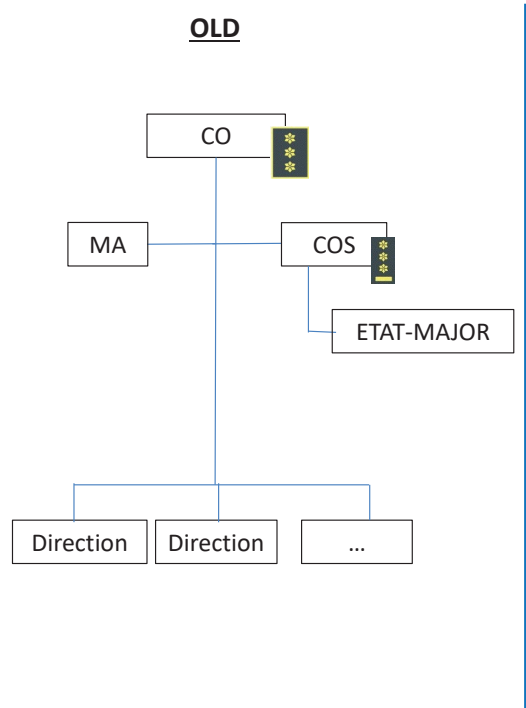 OLD
CO
MA
COS
ETAT-MAJOR
Direction
Direction
...